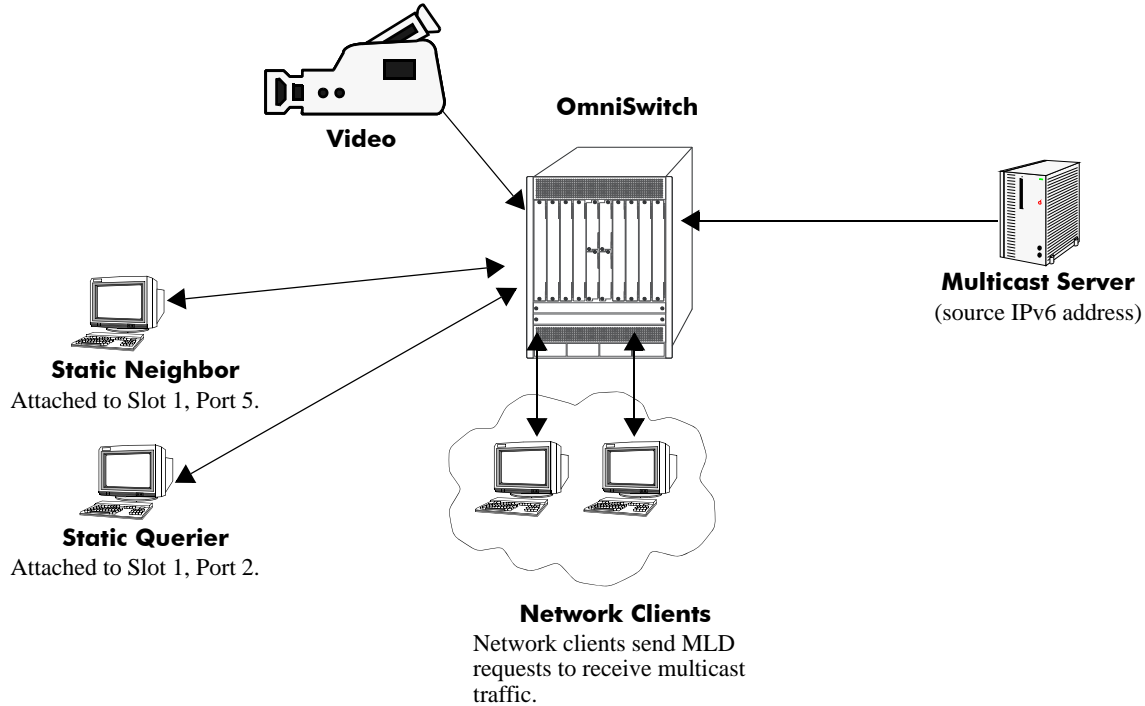 Video
OmniSwitch
Multicast Server
(source IPv6 address)
Static Neighbor
Attached to Slot 1, Port 5.
Static Querier
Attached to Slot 1, Port 2.
Network Clients
Network clients send MLD
requests to receive multicast
traffic.